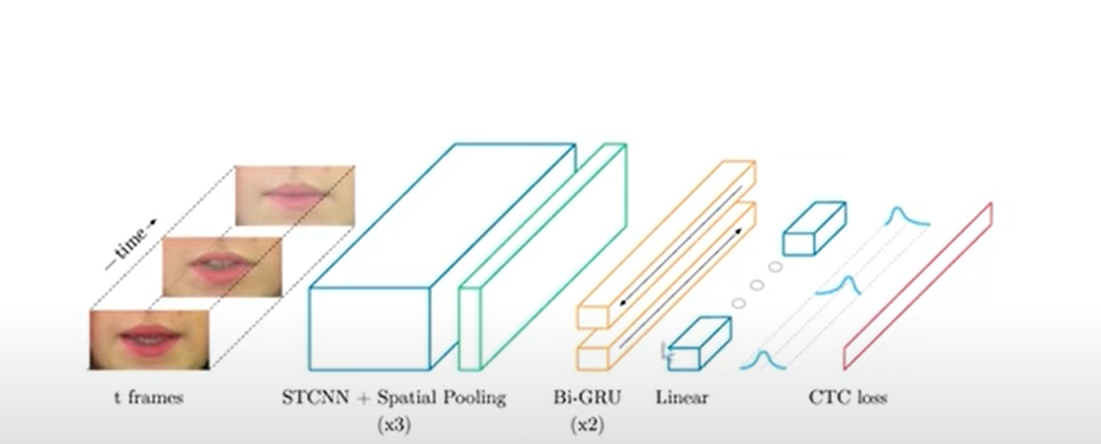 time
t frames
STCNN + Spatial Pooling
(x3)
Bi-GRU
(x2)
Linear
CTC loss